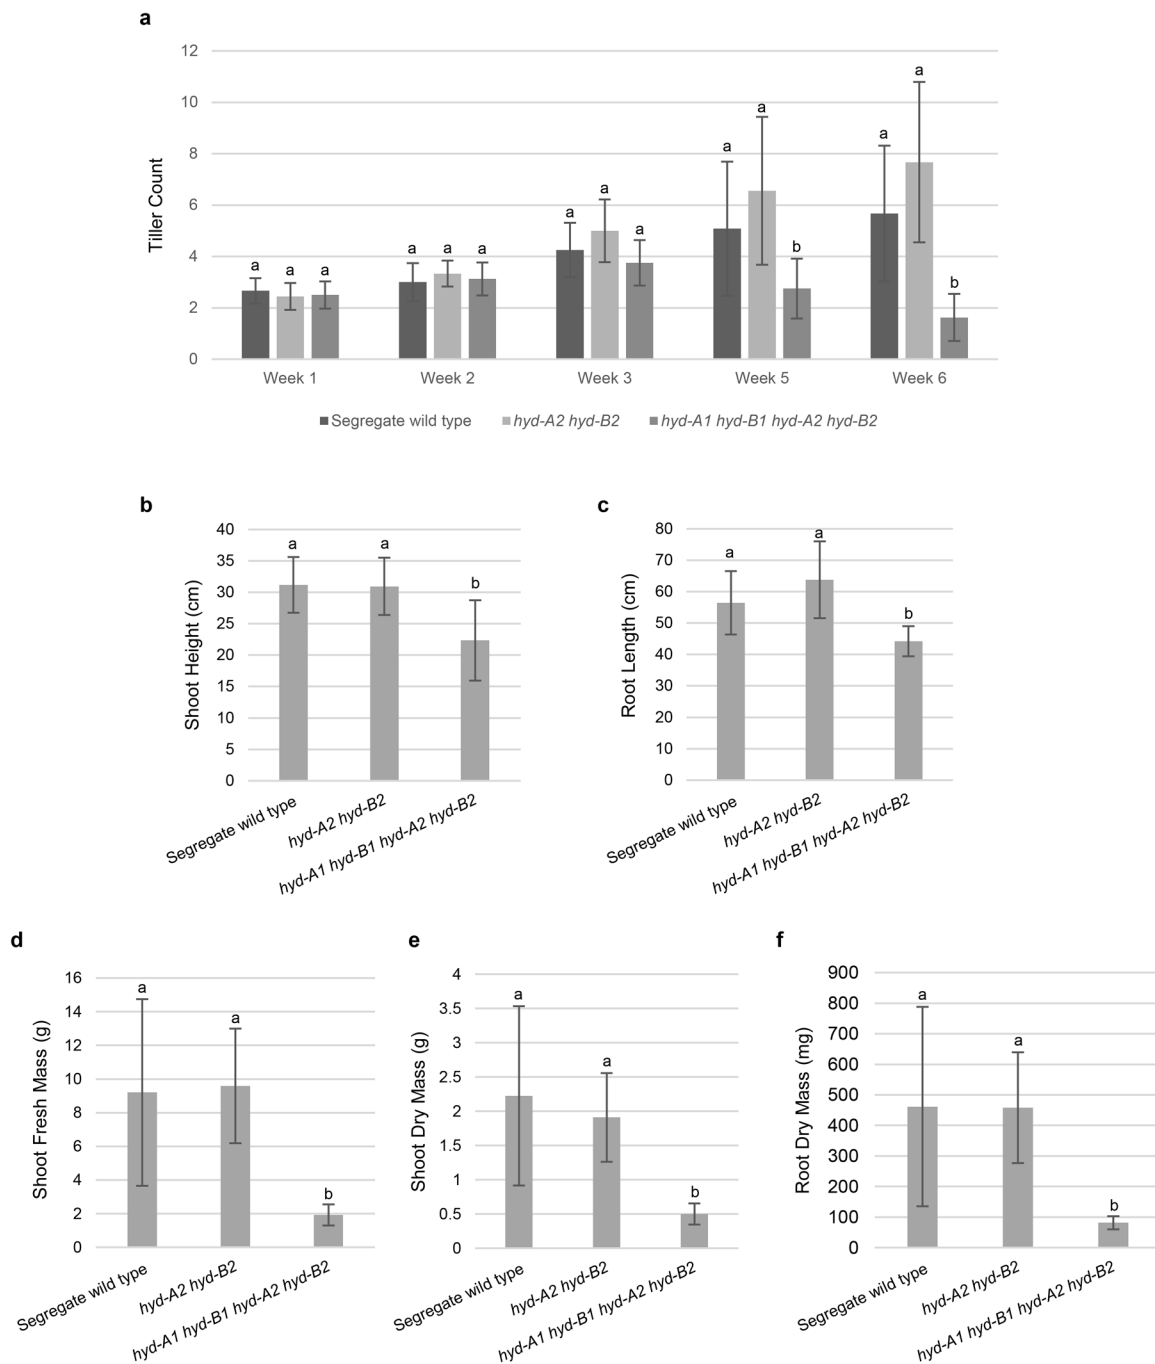 a
12
10
8
6
4
2
0
Tiller Count
a a a
a a a
a a a
a a b
a a b
Week 1 Week 2 Week 3 Week 5 Week 6
Segregate wild type hyd-A2 hyd-B2 hyd-A1 hyd-B1 hyd-A2 hyd-B2
b
40
35
30
25
20
15
10
5
0
Shoot Height (cm)
a a b
Segregate wild type
hyd-A2 hyd-B2
hyd-A1 hyd-B1 hyd-A2 hyd-B2
c
80
70
60
50
40
30
20
10
0
Root Length (cm)
a a b
Segregate wild type
hyd-A2 hyd-B2
hyd-A1 hyd-B1 hyd-A2 hyd-B2
d
16
14
12
10
8
6
4
2
0
Shoot Fresh Mass (g)
a a b
Segregate wild type
hyd-A2 hyd-B2
hyd-A1 hyd-B1 hyd-A2 hyd-B2
e
4
3.5
3
2.5
2
1.5
1
0.5
0
Shoot Dry Mass (g)
a a b
Segregate wild type
hyd-A2 hyd-B2
hyd-A1 hyd-B1 hyd-A2 hyd-B2
f
900
800
700
600
500
400
300
200
100
0
Root Dry Mass (mg)
a a b
Segregate wild type
hyd-A2 hyd-B2
hyd-A1 hyd-B1 hyd-A2 hyd-B2